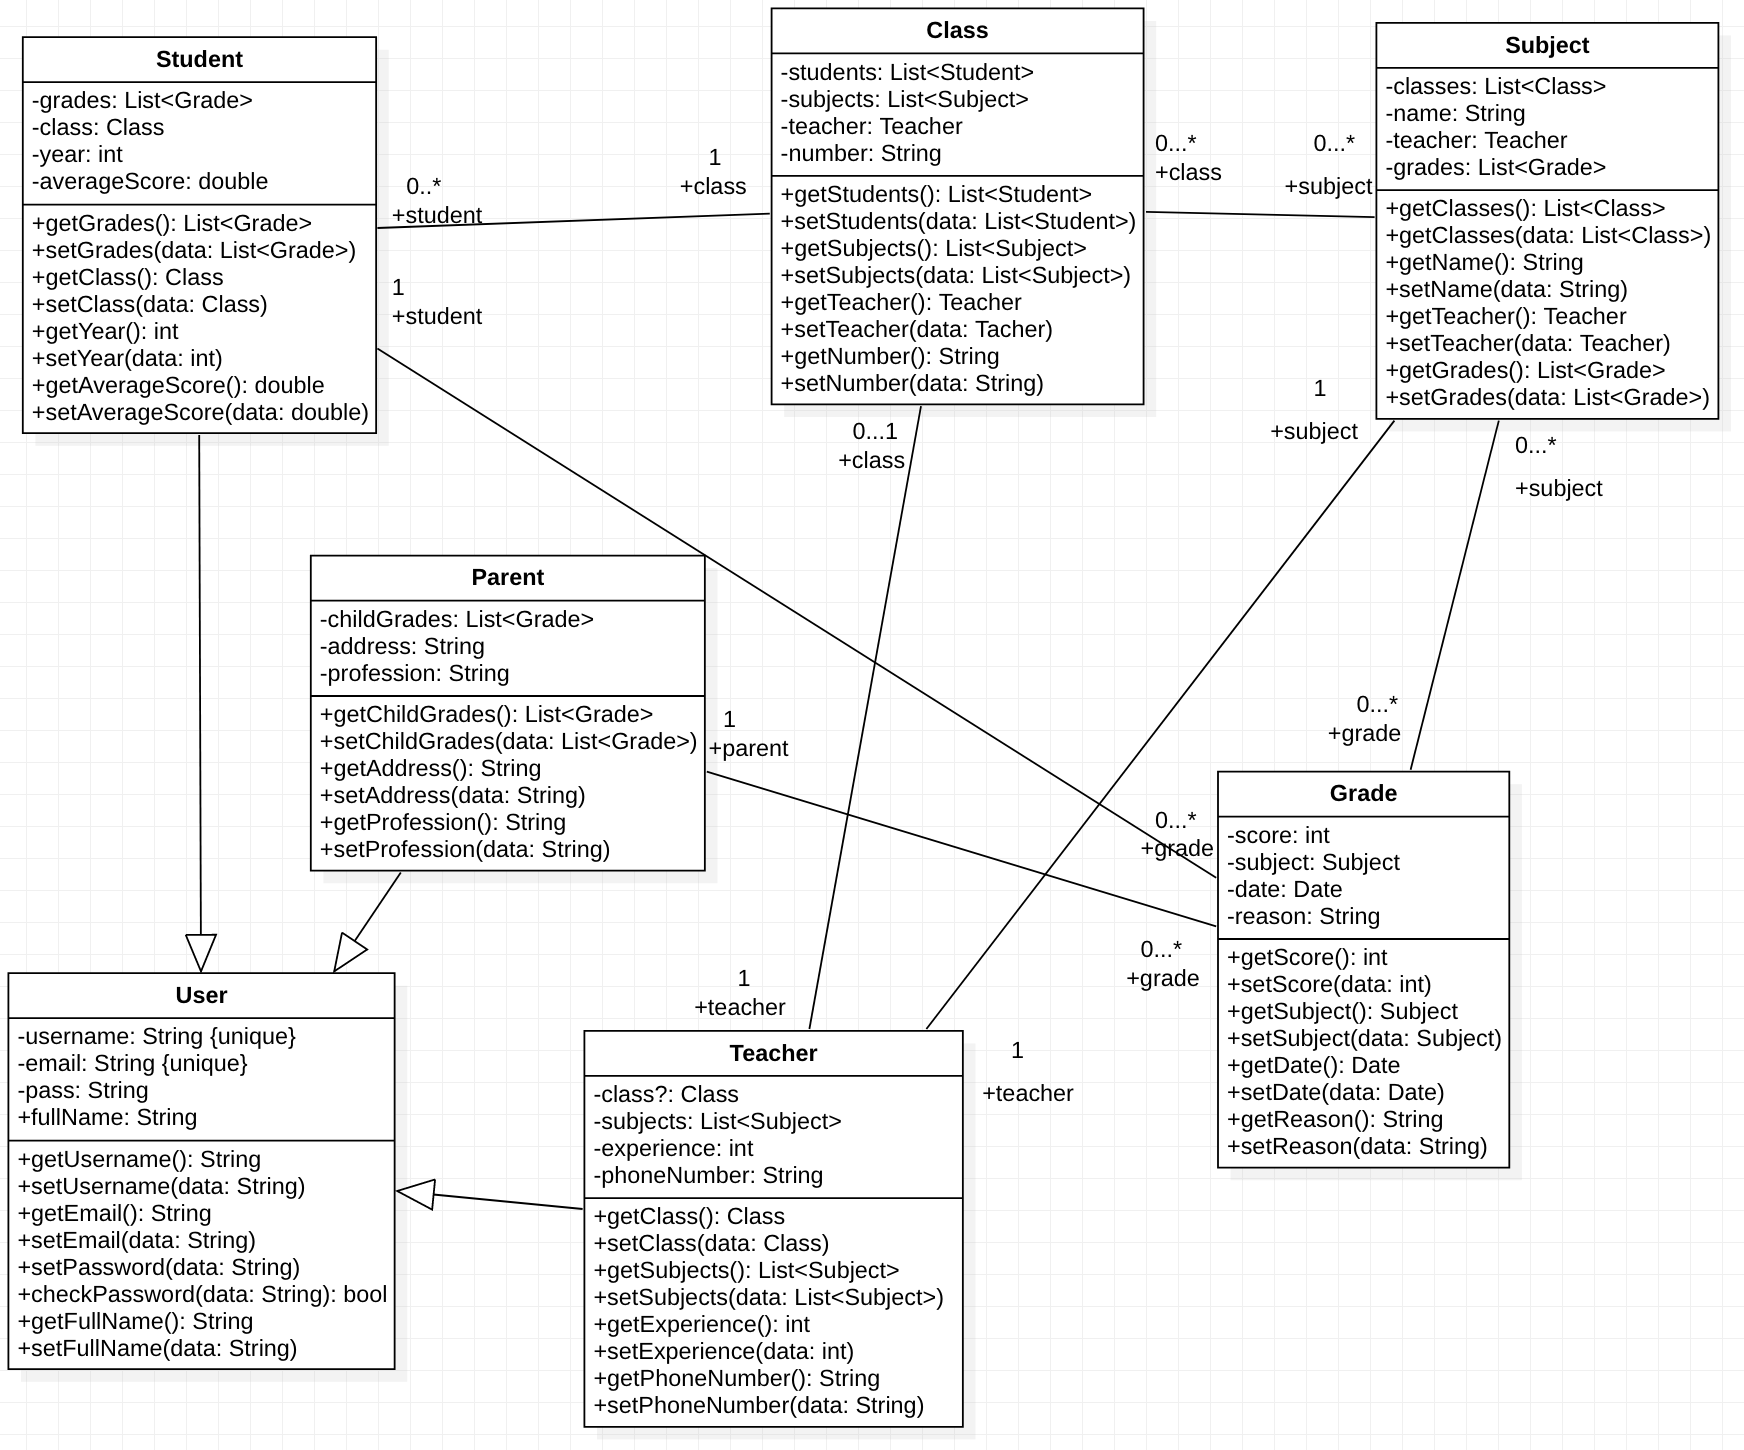 Student
-grades: List<Grade>
-class: Class
-year: int
-averageScore: double
+getGrades(): List<Grade>
+setGrades(data: List<Grade>)
+getClass(): Class
+setClass(data: Class)
+getYear(): int
+setYear(data: int)
+getAverageScore(): double
+setAverageScore(data: double)
0..*
+student
1
+class
1
+student
Class
-students: List<Student>
-subjects: List<Subject>
-teacher: Teacher
-number: String
+getStudents(): List<Student>
+setStudents(data: List<Student>)
+getSubjects(): List<Subject>
+setSubjects(data: List<Subject>)
+getTeacher(): Teacher
+setTeacher(data: Tacher)
+getNumber(): String
+setNumber(data: String)
0...*
+class
0...*
+subject
Subject
-classes: List<Class>
-name: String
-teacher: Teacher
-grades: List<Grade>
+getClasses(): List<Class>
+getClasses(data: List<Class>)
+getName(): String
+setName(data: String)
+getTeacher(): Teacher
+setTeacher(data: Teacher)
+getGrades(): List<Grade>
+setGrades(data: List<Grade>)
0...1
+class
1
+subject
0...*
+subject
Parent
-childGrades: List<Grade>
-address: String
-profession: String
+getChildGrades(): List<Grade>
+setChildGrades(data: List<Grade>)
+getAddress(): String
+setAddress(data: String)
+getProfession(): String
+setProfession(data: String)
1
+parent
0...*
+grade
0...*
+grade
0...*
+grade
Grade
-score: int
-subject: Subject
-date: Date
-reason: String
+getScore(): int
+setScore(data: int)
+getSubject(): Subject
+setSubject(data: Subject)
+getDate(): Date
+setDate(data: Date)
+getReason(): String
+setReason(data: String)
User
-username: String {unique}
-email: String {unique}
-pass: String
+fullName: String
+getUsername(): String
+setUsername(data: String)
+getEmail(): String
+setEmail(data: String)
+setPassword(data: String)
+checkPassword(data: String): bool
+getFullName(): String
+setFullName(data: String)
1
+teacher
1
+teacher
Teacher
-class?: Class
-subjects: List<Subject>
-experience: int
-phoneNumber: String
+getClass(): Class
+setClass(data: Class)
+getSubjects(): List<Subject>
+setSubjects(data: List<Subject>)
+getExperience(): int
+setExperience(data: int)
+getPhoneNumber(): String
+setPhoneNumber(data: String)